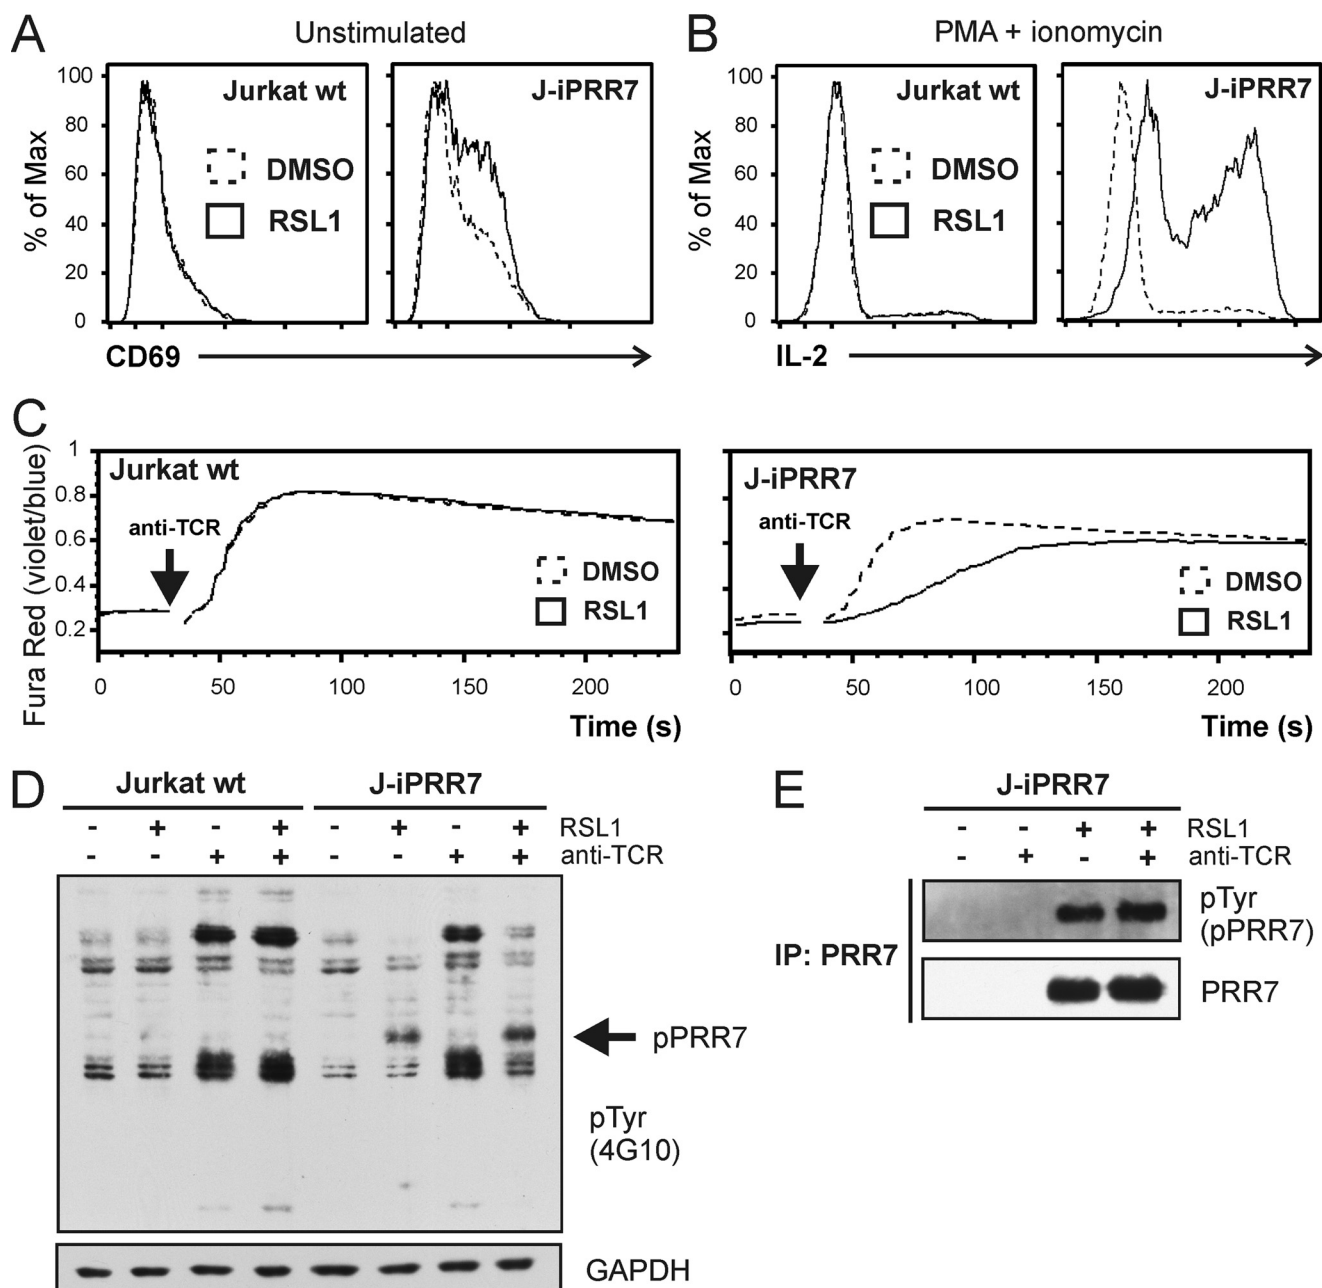 A
Unstimulated
B
PMA + ionomycin
% of Max
100
80
60
40
20
0
Jurkat wt
DMSO
RSL1
J-iPRR7
CD69
% of Max
100
80
60
40
20
0
Jurkat wt
DMSO
RSL1
J-iPRR7
IL-2
C
Fura Red (violet/blue)
1
0.8
0.6
0.4
0.2
Jurkat wt
anti-TCR
DMSO
RSL1
0 50 100 150 200
Time (s)
J-iPRR7
anti-TCR
DMSO
RSL1
0 50 100 150 200
Time (s)
D
Jurkat wt J-iPRR7
- + - + - + - + RSL1
- - + + - - + + anti-TCR
pPRR7
pTyr
(4G10)
GAPDH
E
J-iPRR7
- - + + RSL1
- + - + anti-TCR
IP: PRR7
pTyr
(pPRR7)
PRR7